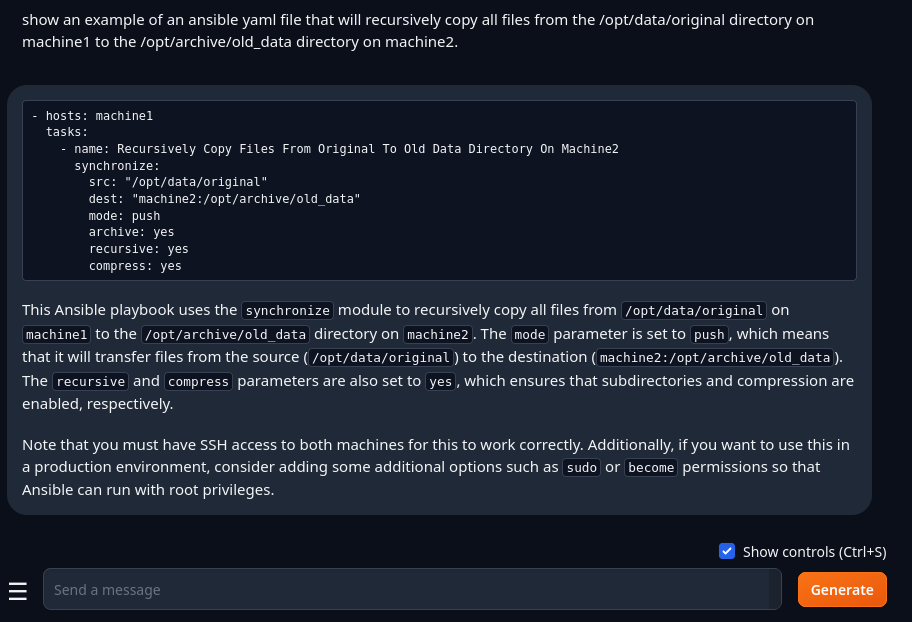 show an example of an ansible yaml file that will recursively copy all files from the /opt/data/original directory on
machine1 to the /opt/archive/old_data directory on machine2.
- hosts: machine1
  tasks:
    - name: Recursively Copy Files From Original To Old Data Directory On Machine2
      synchronize:
        src: "/opt/data/original"
        dest: "machine2:/opt/archive/old_data"
        mode: push
        archive: yes
        recursive: yes
        compress: yes
This Ansible playbook uses the synchronize module to recursively copy all files from /opt/data/original on
machine1 to the /opt/archive/old_data directory on machine2. The mode parameter is set to push, which means
that it will transfer files from the source (/opt/data/original) to the destination (machine2:/opt/archive/old_data).
The recursive and compress parameters are also set to yes, which ensures that subdirectories and compression are
enabled, respectively.
Note that you must have SSH access to both machines for this to work correctly. Additionally, if you want to use this in
a production environment, consider adding some additional options such as sudo or become permissions so that
Ansible can run with root privileges.
Show controls (Ctrl+S)
Send a message
Generate